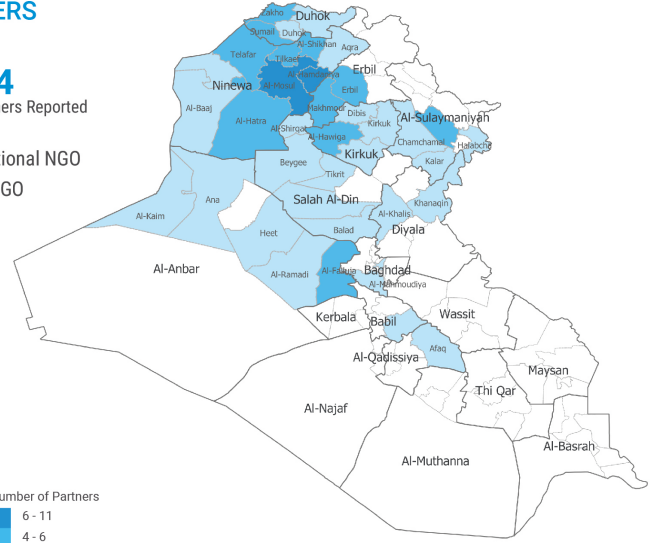 ERS
4
ners Reported
tional NGO
GO
Zakho
Duhok
Sumail
Duhok
Al-Shikhan
Aqra
Telafar
Tilkaef
Erbil
Al-Hamdaniya
Ninewa
Al-Mosul
Erbil
Al-Baaj
Makhmoor
Al-Hatra
Dibis
Al-Sulaymaniyah
Al-Shirqat
Kirkuk
Al-Hawiga
Chamchamal
Halabcha
Kirkuk
Beygee
Kalar
Tikrit
Ana
Salah Al-Din
Khanaqin
Al-Kaim
Al-Khalis
Heet
Balad
Diyala
Al-Anbar
Al-Ramadi
Al-Falluja
Baghdad
Al-Mahmoudiya
Kerbala
Babil
Wassit
Afaq
Al-Qadissiya
Maysan
Thi Qar
Al-Najaf
Al-Basrah
Al-Muthanna
umber of Partners
6 - 11
4 - 6